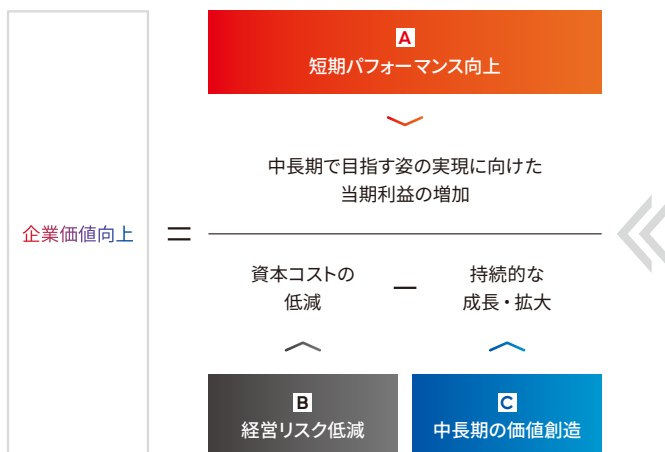 A
短期パフォーマンス向上
中長期で目指す姿の実現に向けた
当期利益の増加
企業価値向上
=
資本コストの
低減
−
持続的な
成長・拡大
B
経営リスク低減
C
中長期の価値創造